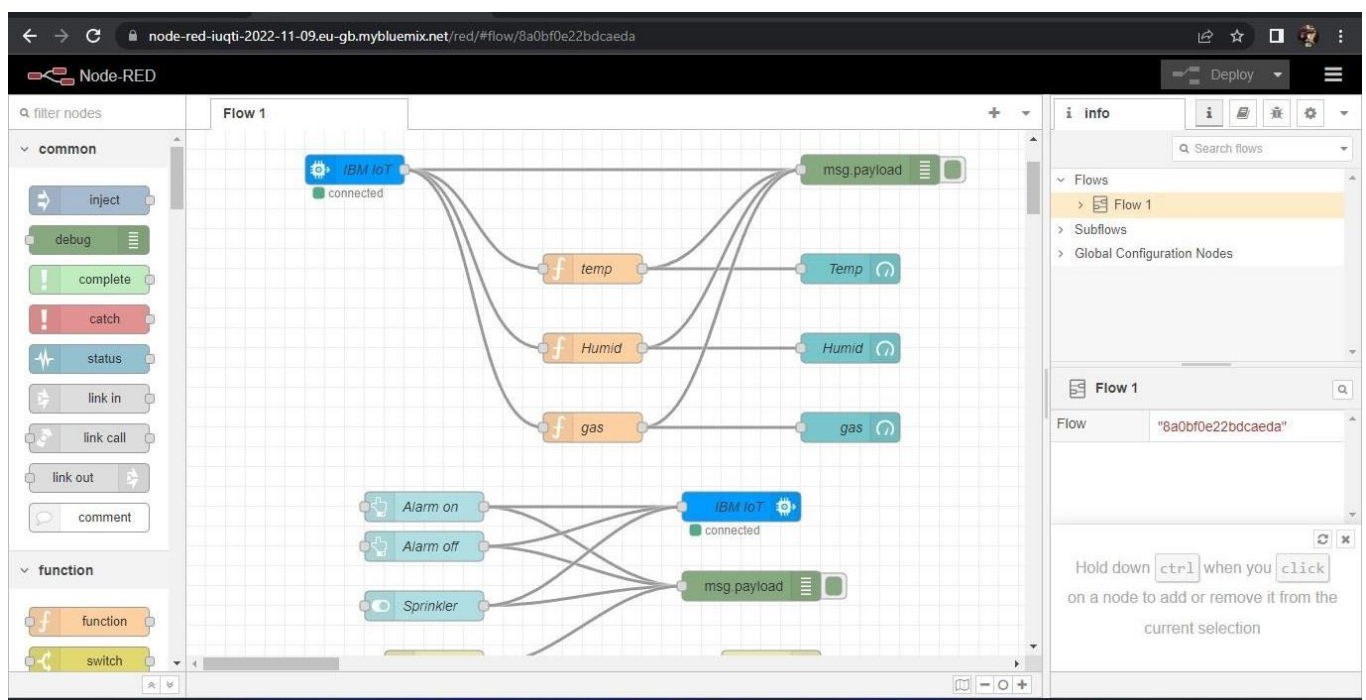 node-red-iuqti-2022-11-09.eu-gb.mybluemix.net/red/#flow/8a0bf0e22bdcaeda
Node-RED
Deploy
filter nodes
Flow 1
i info
i
Search flows
common
inject
debug
complete
catch
status
link in
link call
link out
comment
function
function
switch
IBM IoT
connected
msg.payload
f temp
Temp
f Humid
Humid
f gas
gas
Alarm on
Alarm off
Sprinkler
IBM IoT
connected
msg.payload
Flows
Flow 1
Subflows
Global Configuration Nodes
Flow 1
Flow "8a0bf0e22bdcaeda"
Hold down ctrl when you click
on a node to add or remove it from the
current selection